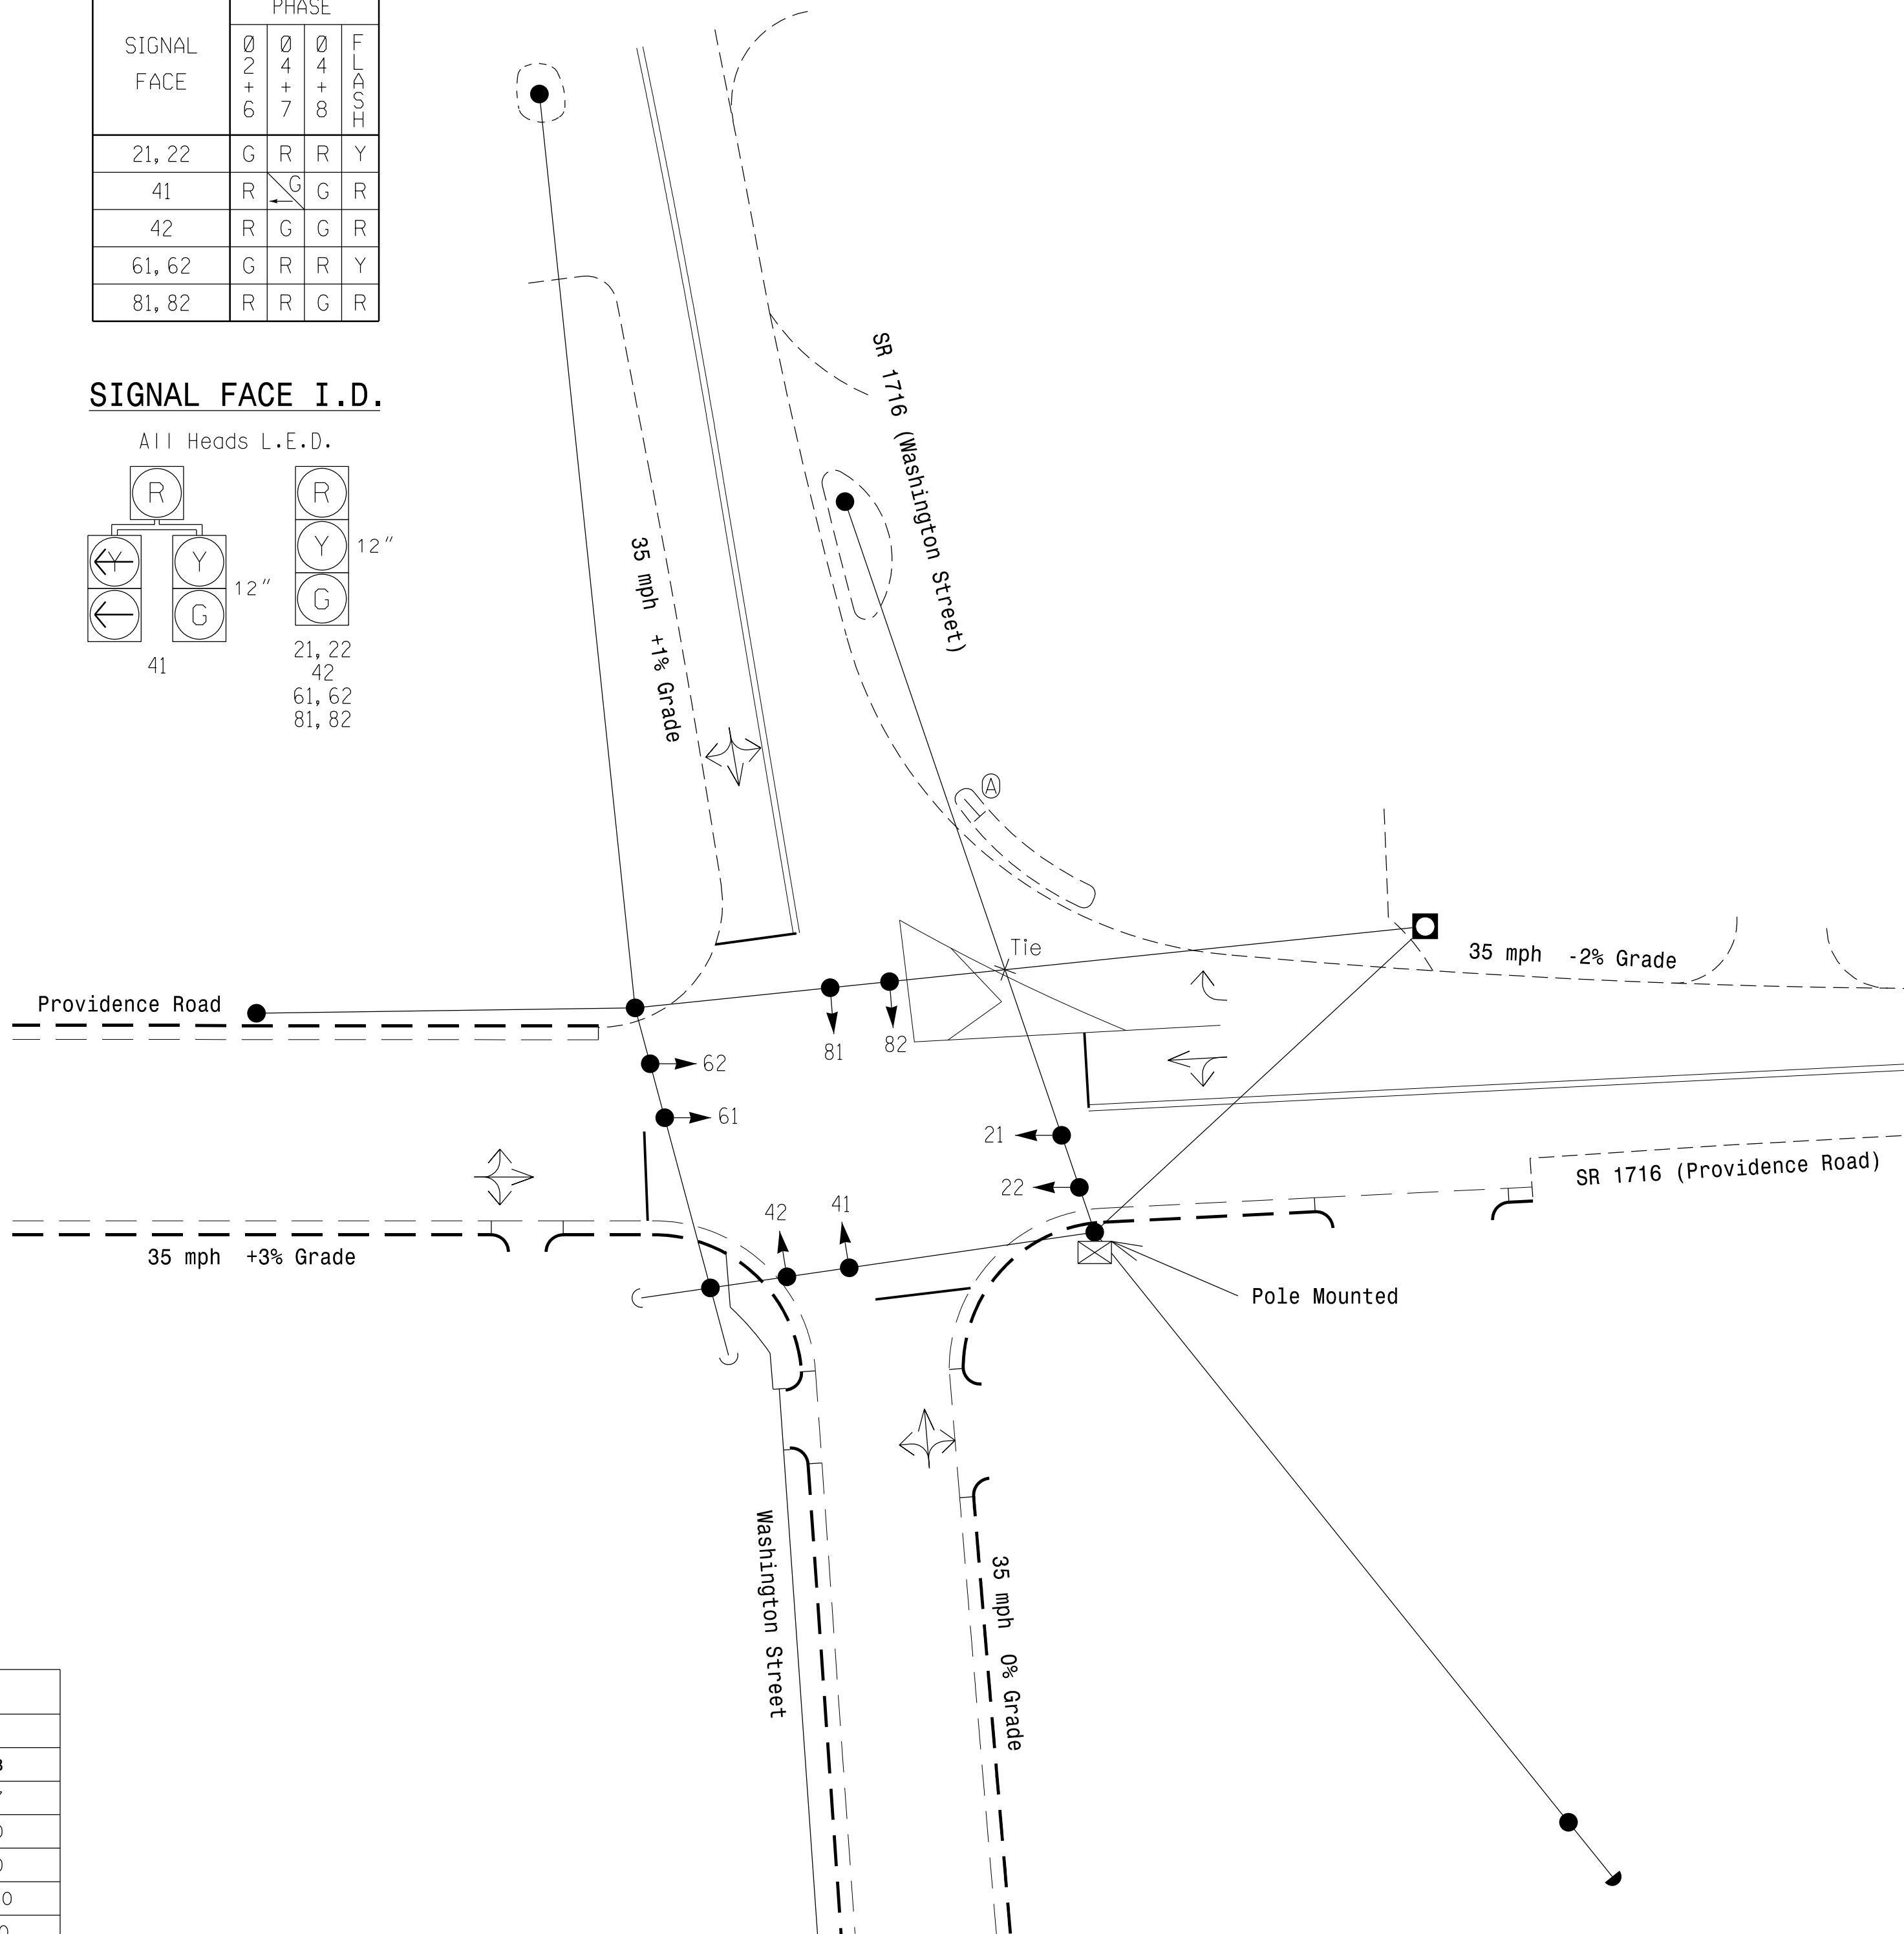 PHASE
SIGNAL
FACE
Ø2+6 Ø4+7 Ø4+8 FLASH
21, 22 G R R Y
41 R G G R
42 R G G R
61, 62 G R R Y
81, 82 R R G R
SIGNAL FACE I.D.
All Heads L.E.D.
R
Y Y 12"
G
41
R
Y 12"
G
21, 22
42
61, 62
81, 82
SR 1716 (Washington Street)
35 mph +1% Grade
A
Tie
35 mph -2% Grade
Providence Road
81
82
62
61
21
22
SR 1716 (Providence Road)
42
41
35 mph +3% Grade
Pole Mounted
Washington Street
35 mph 0% Grade